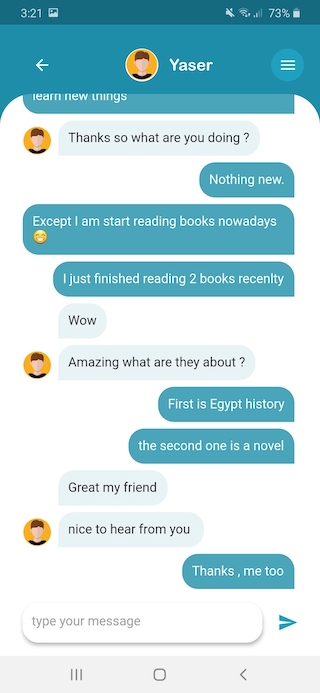 3:21
73%
Yaser
learn new things
Thanks so what are you doing ?
Nothing new.
Except I am start reading books nowadays
😁
I just finished reading 2 books recenlty
Wow
Amazing what are they about ?
First is Egypt history
the second one is a novel
Great my friend
nice to hear from you
Thanks , me too
type your message